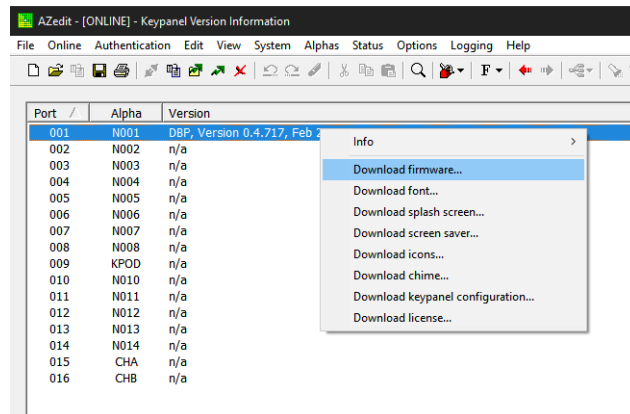 AZedit - [ONLINE] - Keypanel Version Information
File Online Authentication Edit View System Alphas Status Options Logging Help
F
Port Alpha Version
001 N001 DBP, Version 0.4.717, Feb 2
002 N002 n/a
003 N003 n/a
004 N004 n/a
005 N005 n/a
006 N006 n/a
007 N007 n/a
008 N008 n/a
009 KPOD n/a
010 N010 n/a
011 N011 n/a
012 N012 n/a
013 N013 n/a
014 N014 n/a
015 CHA n/a
016 CHB n/a
Info
Download firmware...
Download font...
Download splash screen...
Download screen saver...
Download icons...
Download chime...
Download keypanel configuration...
Download license...